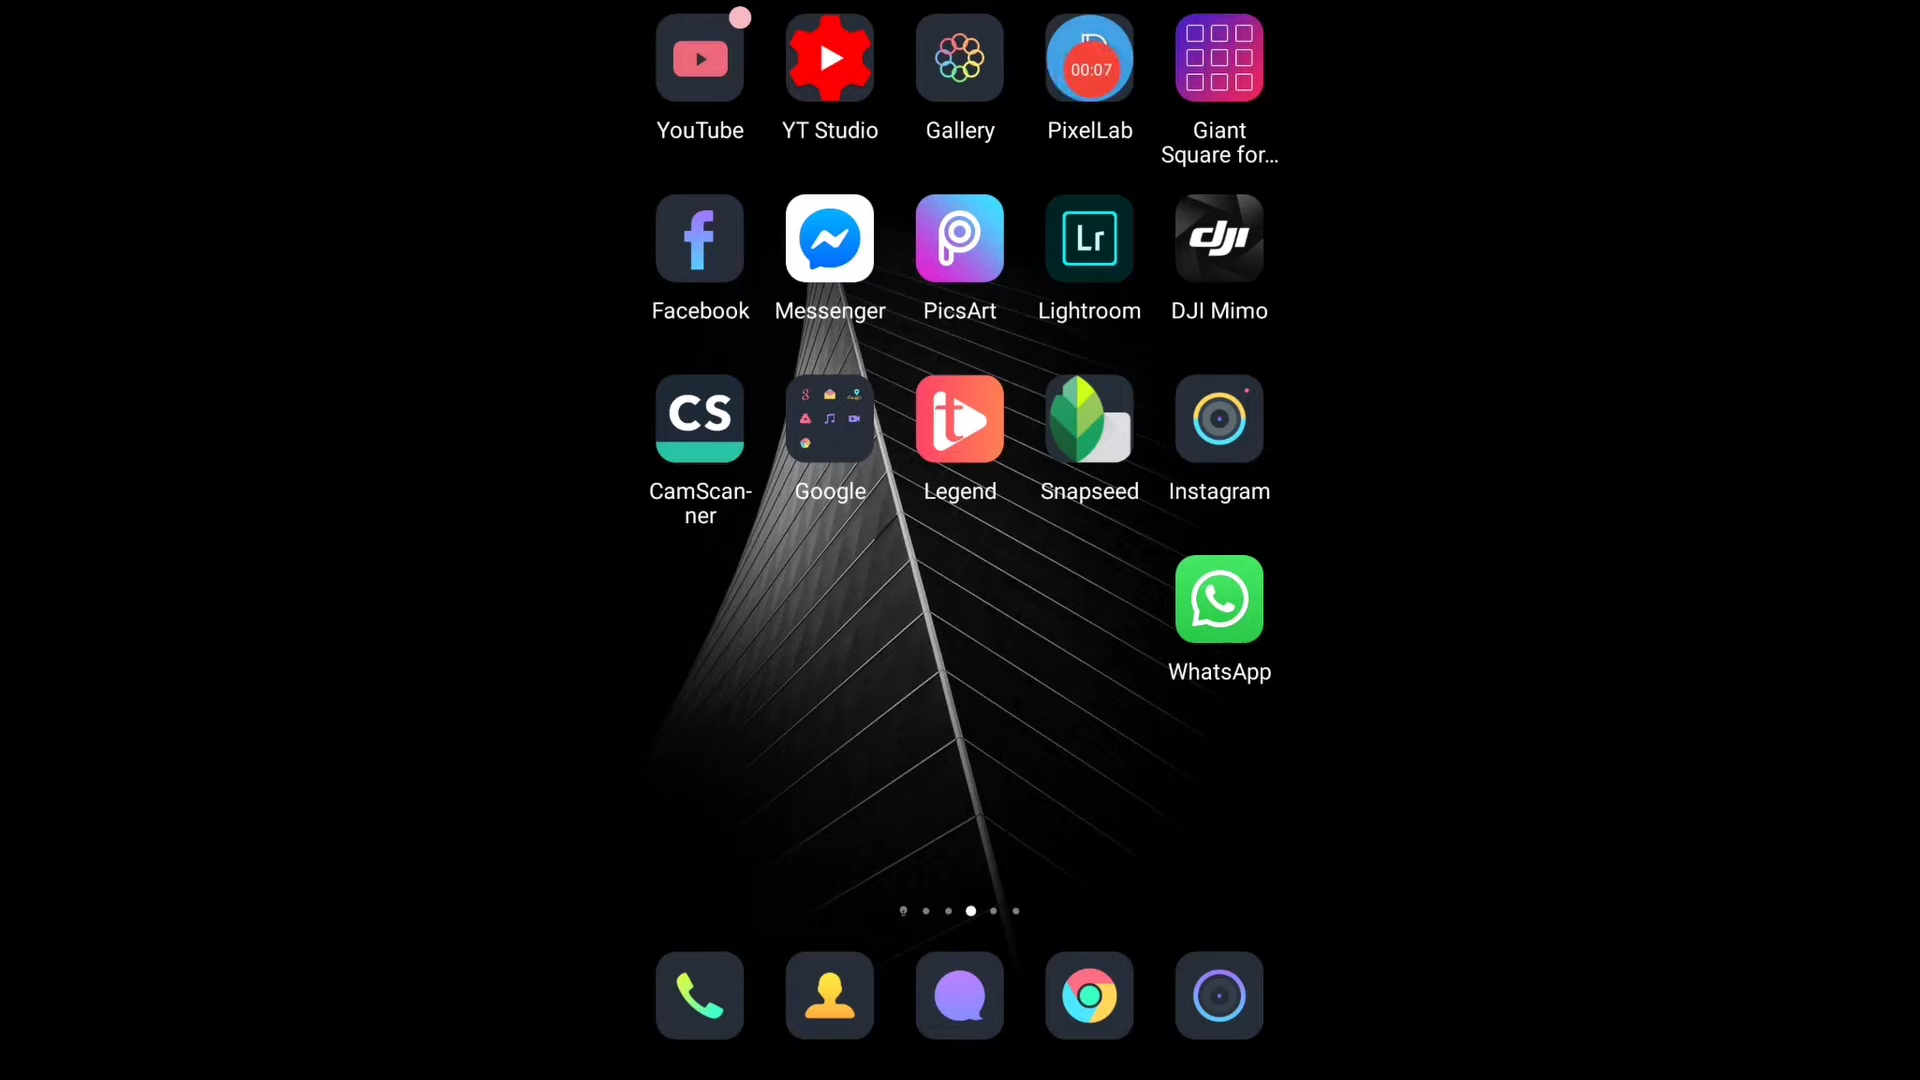 00:07
YouTube
YT Studio
Gallery
PixelLab
Giant
Square for...
Lr
dji
Facebook
Messenger
PicsArt
Lightroom
DJI Mimo
CS
t
CamScan-
ner
Google
Legend
Snapseed
Instagram
WhatsApp